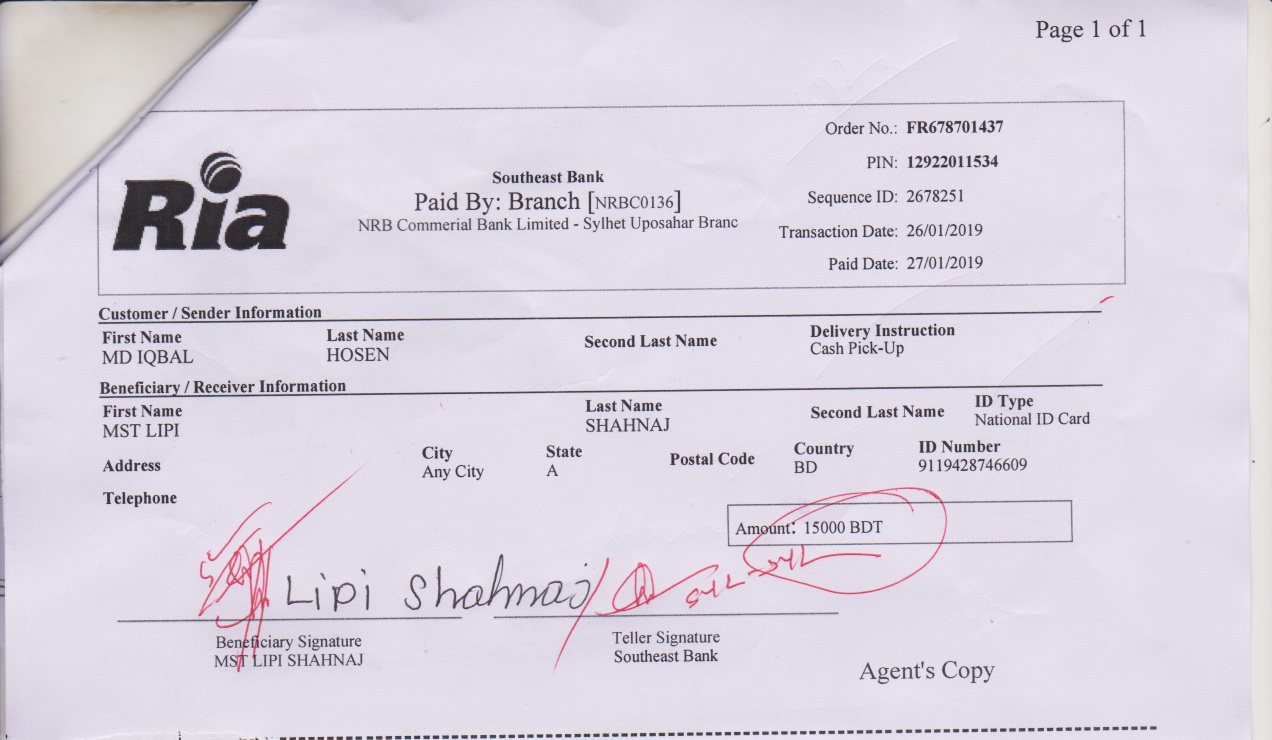 Page 1 of 1
Ria
Southeast Bank
Paid By: Branch [NRBC0136]
NRB Commerial Bank Limited - Sylhet Uposahar Branc
Order No.: FR678701437
PIN: 12922011534
Sequence ID: 2678251
Transaction Date: 26/01/2019
Paid Date: 27/01/2019
Customer / Sender Information
First Name Last Name Second Last Name Delivery Instruction
MD IQBAL HOSEN Cash Pick-Up
Beneficiary / Receiver Information
First Name Last Name Second Last Name ID Type
MST LIPI SHAHNAJ National ID Card
Address City State Postal Code Country ID Number
Any City A BD 9119428746609
Telephone
Amount: 15000 BDT
Lipi Shahnaj
Beneficiary Signature Teller Signature
MST LIPI SHAHNAJ Southeast Bank
Agent's Copy